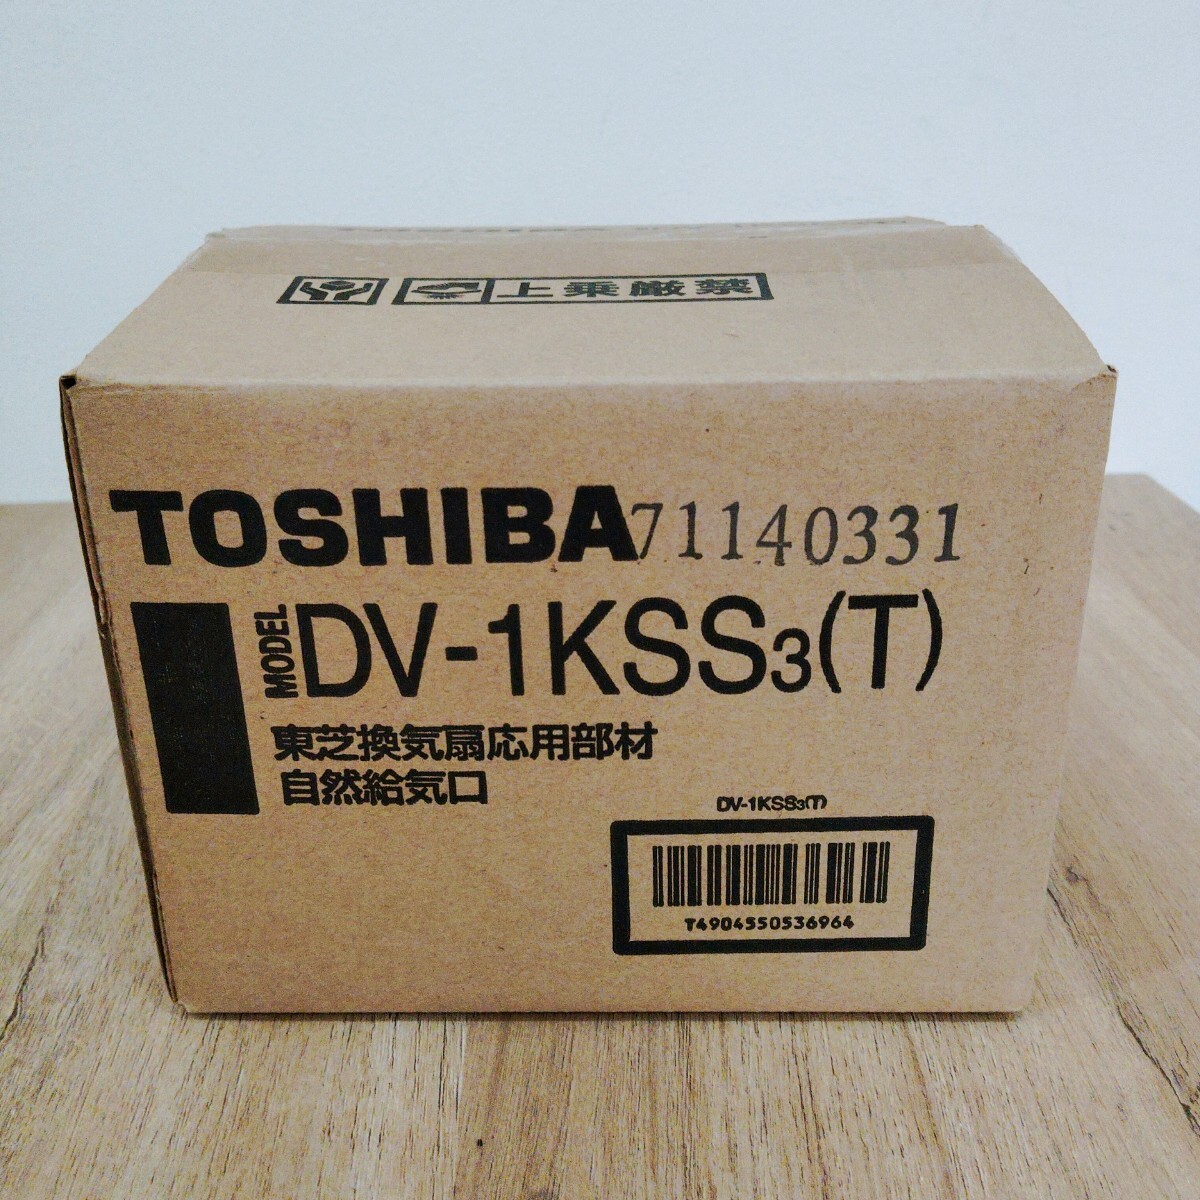 上乗厳禁
TOSHIBA 71140331
MODEL DV-1KSS3(T)
東芝換気扇応用部材
自然給気口
DV-1KSS3(T)
T4904550536964